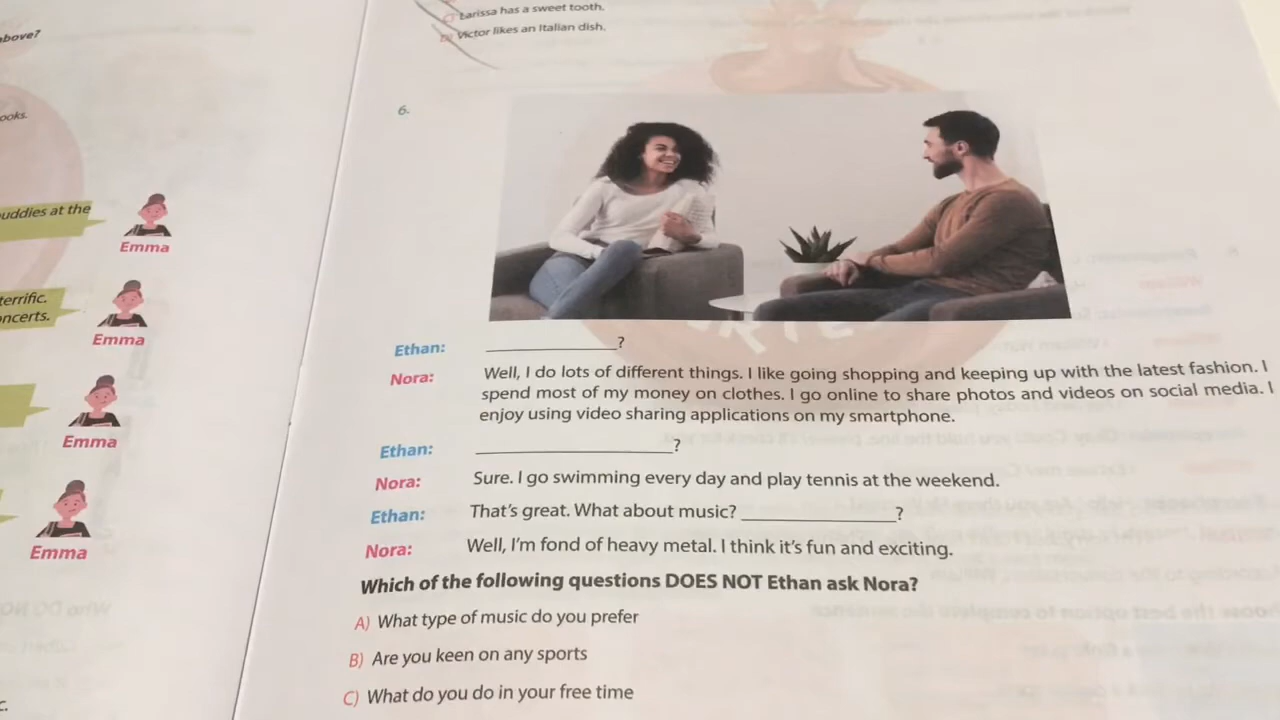 above?
ooks.
uddies at the
Emma
terrific.
ncerts.
Emma
Emma
Emma
c.
Larissa has a sweet tooth.
Victor likes an Italian dish.
6.
Ethan: ____________?
Nora: Well, I do lots of different things. I like going shopping and keeping up with the latest fashion. I
spend most of my money on clothes. I go online to share photos and videos on social media. I
enjoy using video sharing applications on my smartphone.
Ethan: ____________?
Nora: Sure. I go swimming every day and play tennis at the weekend.
Ethan: That's great. What about music? ____________?
Nora: Well, I'm fond of heavy metal. I think it's fun and exciting.
Which of the following questions DOES NOT Ethan ask Nora?
A) What type of music do you prefer
B) Are you keen on any sports
C) What do you do in your free time